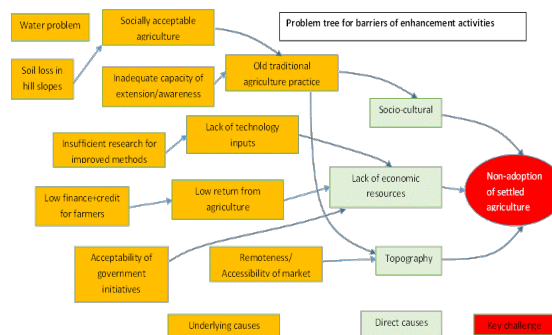 Water problem
Socially acceptable
agriculture
Problem tree for barriers of enhancement activities
Soil loss in
hill slopes
Inadequate capacity of
extension/awareness
Old traditional
agriculture practice
Socio-cultural
Insufficient research for
improved methods
Lack of technology
inputs
Lack of economic
resources
Non-adoption
of settled
agriculture
Low finance+credit
for farmers
Low return from
agriculture
Acceptability of
government
initiatives
Remoteness/
Accessibility of market
Topography
Underlying causes
Direct causes
Key challenge